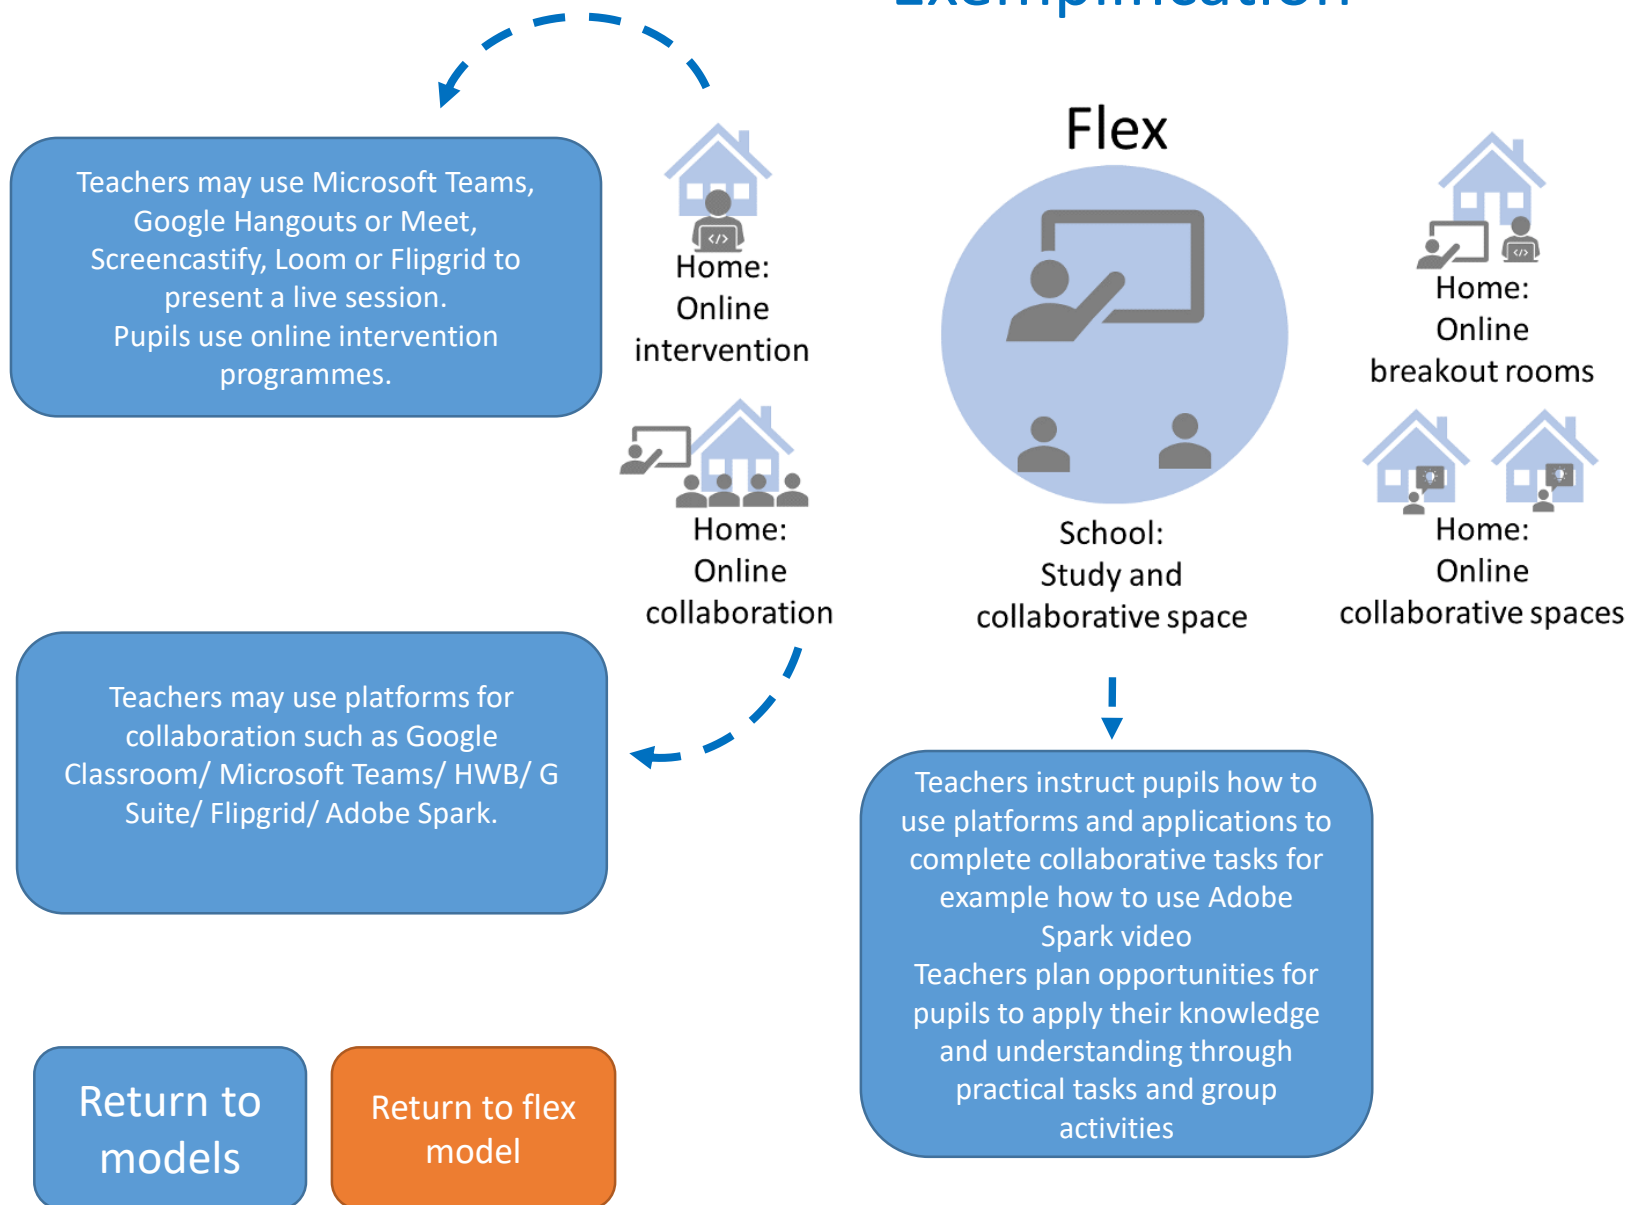 Exemplification
Teachers may use Microsoft Teams,
Google Hangouts or Meet,
Screencastify, Loom or Flipgrid to
present a live session.
Pupils use online intervention
programmes.
</>
Home:
Online
intervention
Home:
Online
collaboration
Flex
School:
Study and
collaborative space
</>
Home:
Online
breakout rooms
Home:
Online
collaborative spaces
Teachers may use platforms for
collaboration such as Google
Classroom/ Microsoft Teams/ HWB/ G
Suite/ Flipgrid/ Adobe Spark.
Teachers instruct pupils how to
use platforms and applications to
complete collaborative tasks for
example how to use Adobe
Spark video
Teachers plan opportunities for
pupils to apply their knowledge
and understanding through
practical tasks and group
activities
Return to
models
Return to flex
model